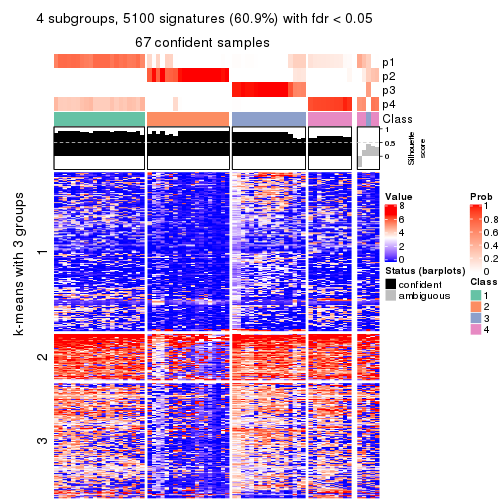 4 subgroups, 5100 signatures (60.9%) with fdr < 0.05
67 confident samples
p1
p2
p3
p4
Class
1
0.5
0
Silhouette
score
k-means with 3 groups
1
2
3
Value
8
6
4
2
0
Status (barplots)
confident
ambiguous
Prob
1
0.8
0.6
0.4
0.2
0
Class
1
2
3
4